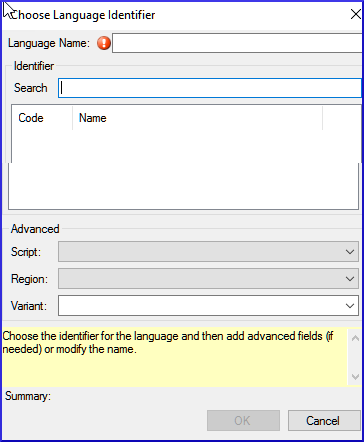 Choose Language Identifier
Language Name:
Identifier
Search
Code Name
Advanced
Script:
Region:
Variant:
Choose the identifier for the language and then add advanced fields (if
needed) or modify the name.
Summary:
OK Cancel